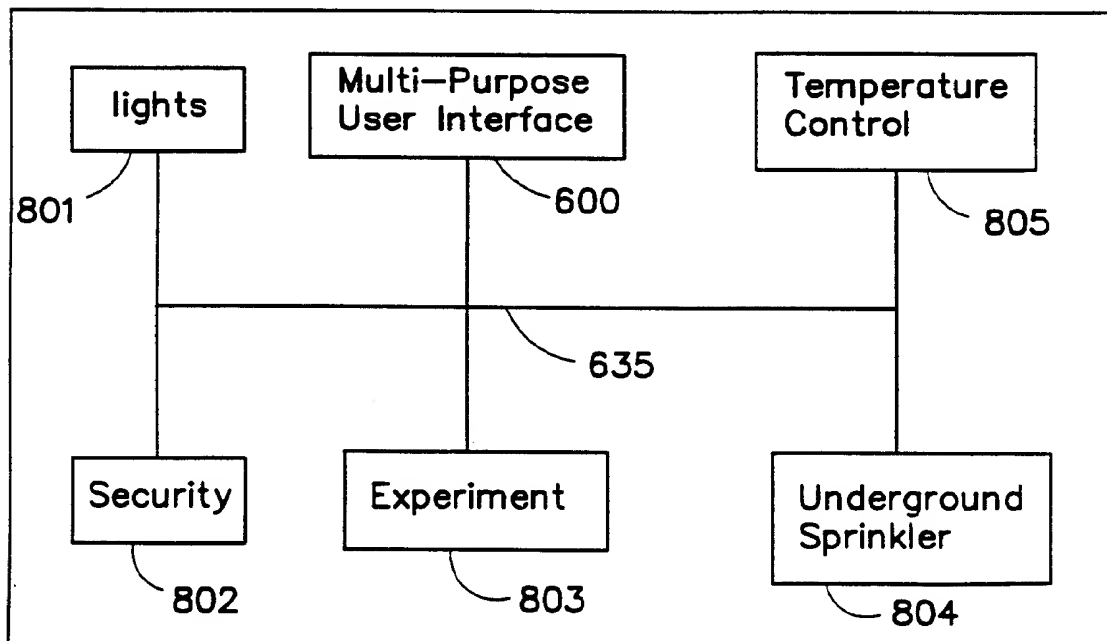 lights
801
Multi-Purpose
User Interface
600
Temperature
Control
805
635
Security
802
Experiment
803
Underground
Sprinkler
804